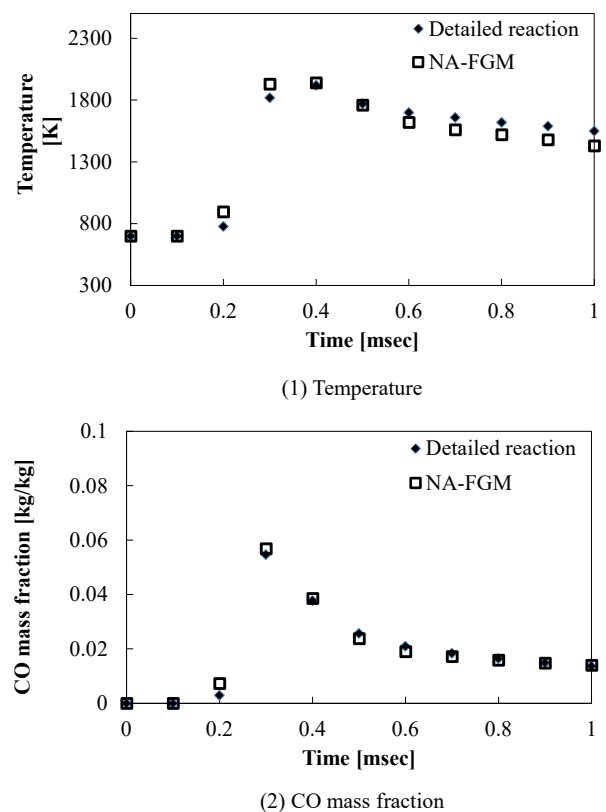 2300
1800
1300
800
300
Temperature
[K]
Detailed reaction
NA-FGM
0 0.2 0.4 0.6 0.8 1
Time [msec]
(1) Temperature
0.1
0.08
0.06
0.04
0.02
0
CO mass fraction [kg/kg]
Detailed reaction
NA-FGM
0 0.2 0.4 0.6 0.8 1
Time [msec]
(2) CO mass fraction